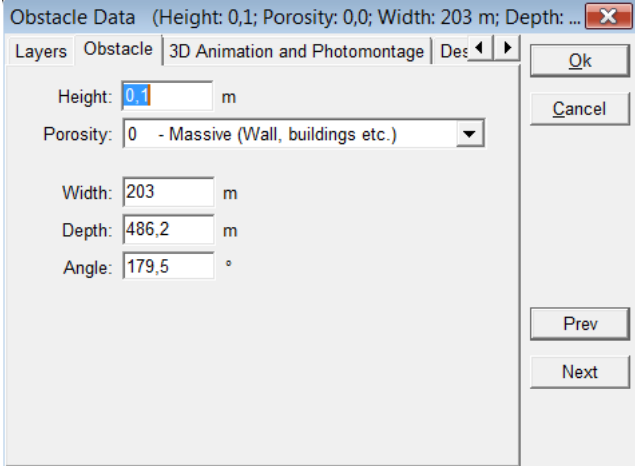 Obstacle Data (Height: 0,1; Porosity: 0,0; Width: 203 m; Depth: ...
Layers Obstacle 3D Animation and Photomontage Des
Ok
Cancel
Height: 0,1 m
Porosity: 0 - Massive (Wall, buildings etc.)
Width: 203 m
Depth: 486,2 m
Angle: 179,5 °
Prev
Next